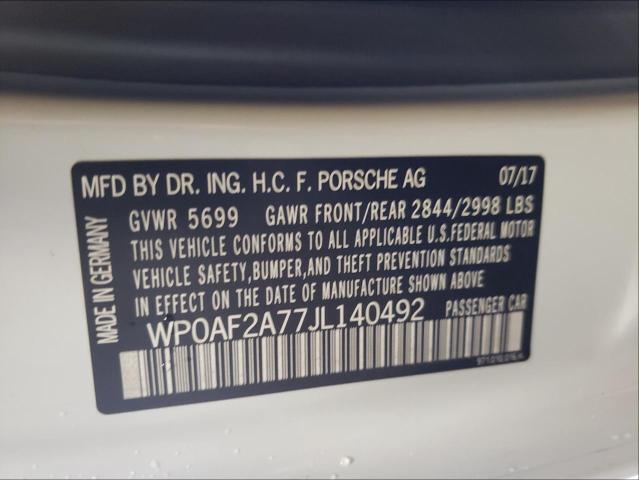 MFD BY DR. ING. H.C. F. PORSCHE AG 07/17
GVWR 5699 GAWR FRONT/REAR 2844/2998 LBS
THIS VEHICLE CONFORMS TO ALL APPLICABLE U.S.FEDERAL MOTOR
VEHICLE SAFETY,BUMPER,AND THEFT PREVENTION STANDARDS
IN EFFECT ON THE DATE OF MANUFACTURE SHOWN ABOVE
WP0AF2A77JL140492 PASSENGER CAR
MADE IN GERMANY